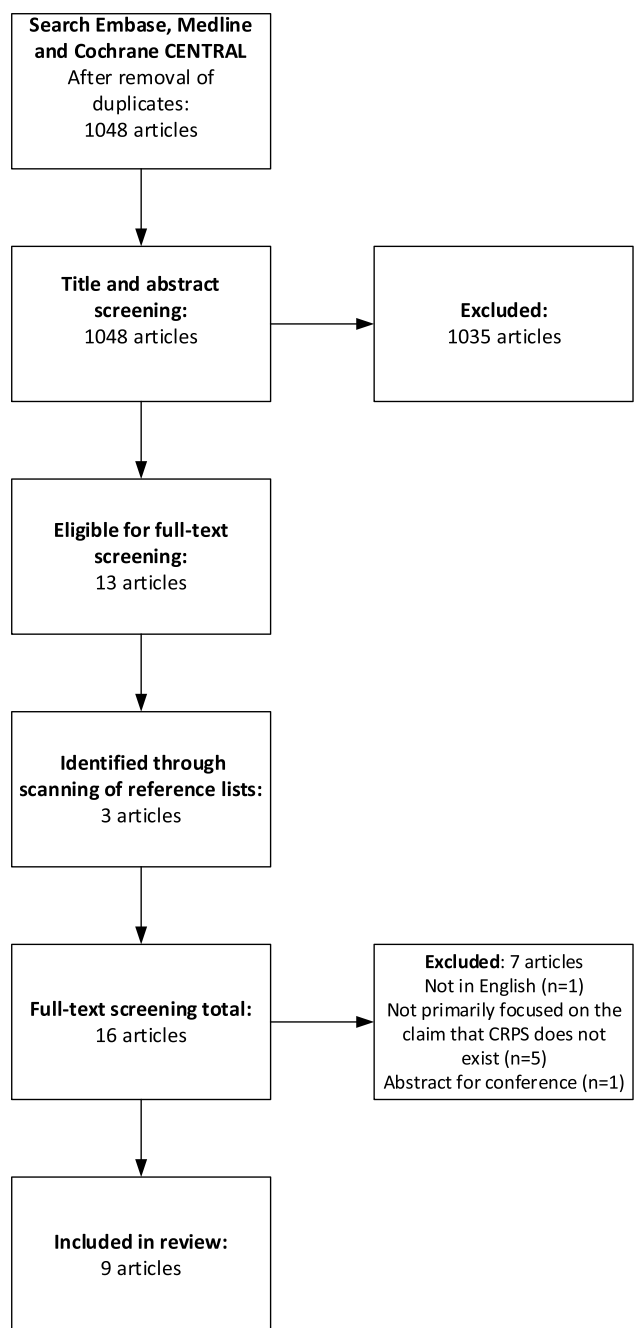 Search Embase, Medline
and Cochrane CENTRAL
After removal of
duplicates:
1048 articles
Title and abstract
screening:
1048 articles
Excluded:
1035 articles
Eligible for full-text
screening:
13 articles
Identified through
scanning of reference lists:
3 articles
Full-text screening total:
16 articles
Excluded: 7 articles
Not in English (n=1)
Not primarily focused on the
claim that CRPS does not
exist (n=5)
Abstract for conference (n=1)
Included in review:
9 articles